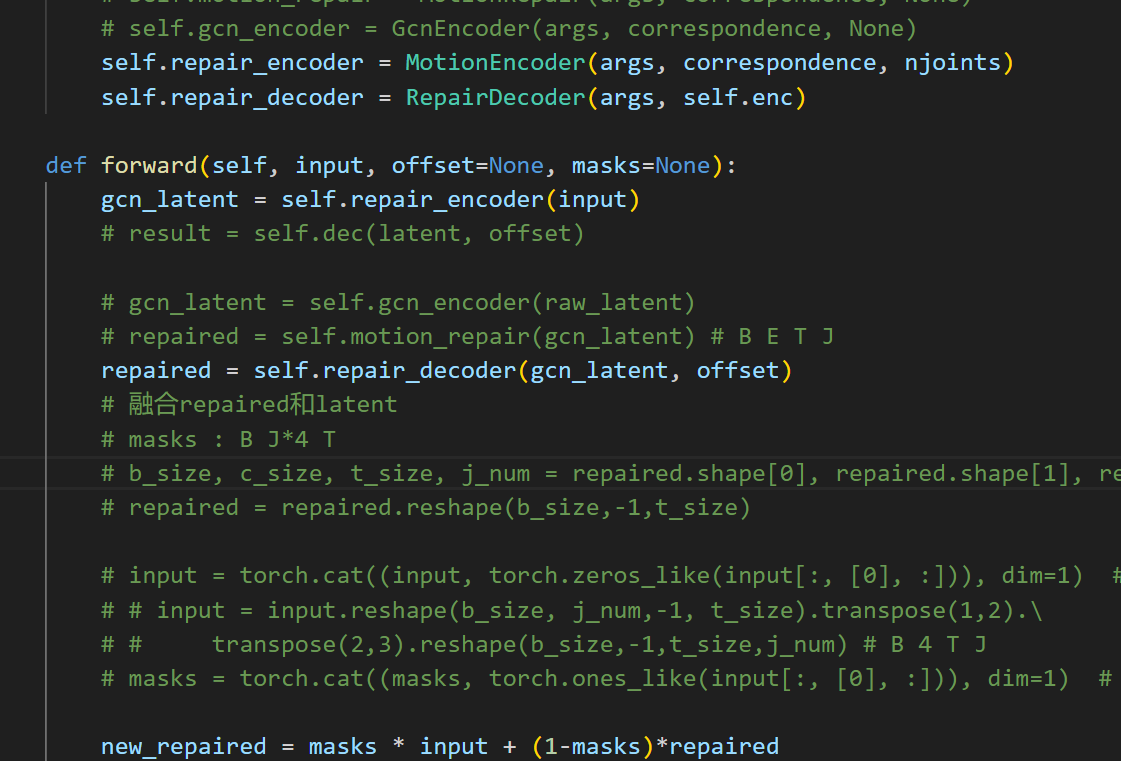 # self.motion_repair = MotionRepair(args, correspondence, None)
# self.gcn_encoder = GcnEncoder(args, correspondence, None)
self.repair_encoder = MotionEncoder(args, correspondence, njoints)
self.repair_decoder = RepairDecoder(args, self.enc)
def forward(self, input, offset=None, masks=None):
gcn_latent = self.repair_encoder(input)
# result = self.dec(latent, offset)
# gcn_latent = self.gcn_encoder(raw_latent)
# repaired = self.motion_repair(gcn_latent) # B E T J
repaired = self.repair_decoder(gcn_latent, offset)
# 融合repaired和latent
# masks : B J*4 T
# b_size, c_size, t_size, j_num = repaired.shape[0], repaired.shape[1], re
# repaired = repaired.reshape(b_size,-1,t_size)
# input = torch.cat((input, torch.zeros_like(input[:, [0], :])), dim=1)  #
# # input = input.reshape(b_size, j_num,-1, t_size).transpose(1,2).\
# #     transpose(2,3).reshape(b_size,-1,t_size,j_num) # B 4 T J
# masks = torch.cat((masks, torch.ones_like(input[:, [0], :])), dim=1)  #
new_repaired = masks * input + (1-masks)*repaired